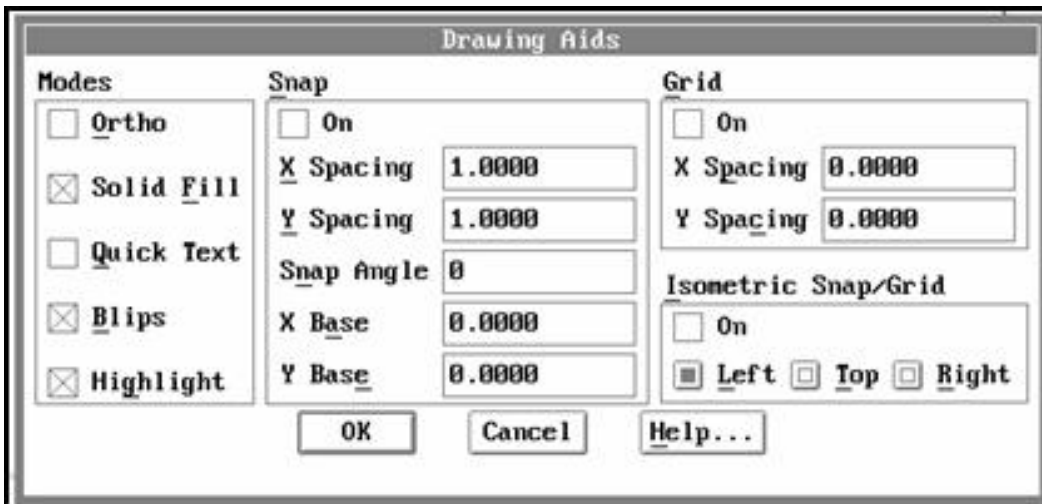 Drawing Aids
Modes
Ortho
Solid Fill
Quick Text
Blips
Highlight
Snap
On
X Spacing 1.0000
Y Spacing 1.0000
Snap Angle 0
X Base 0.0000
Y Base 0.0000
Grid
On
X Spacing 0.0000
Y Spacing 0.0000
Isometric Snap/Grid
On
Left Top Right
OK Cancel Help...